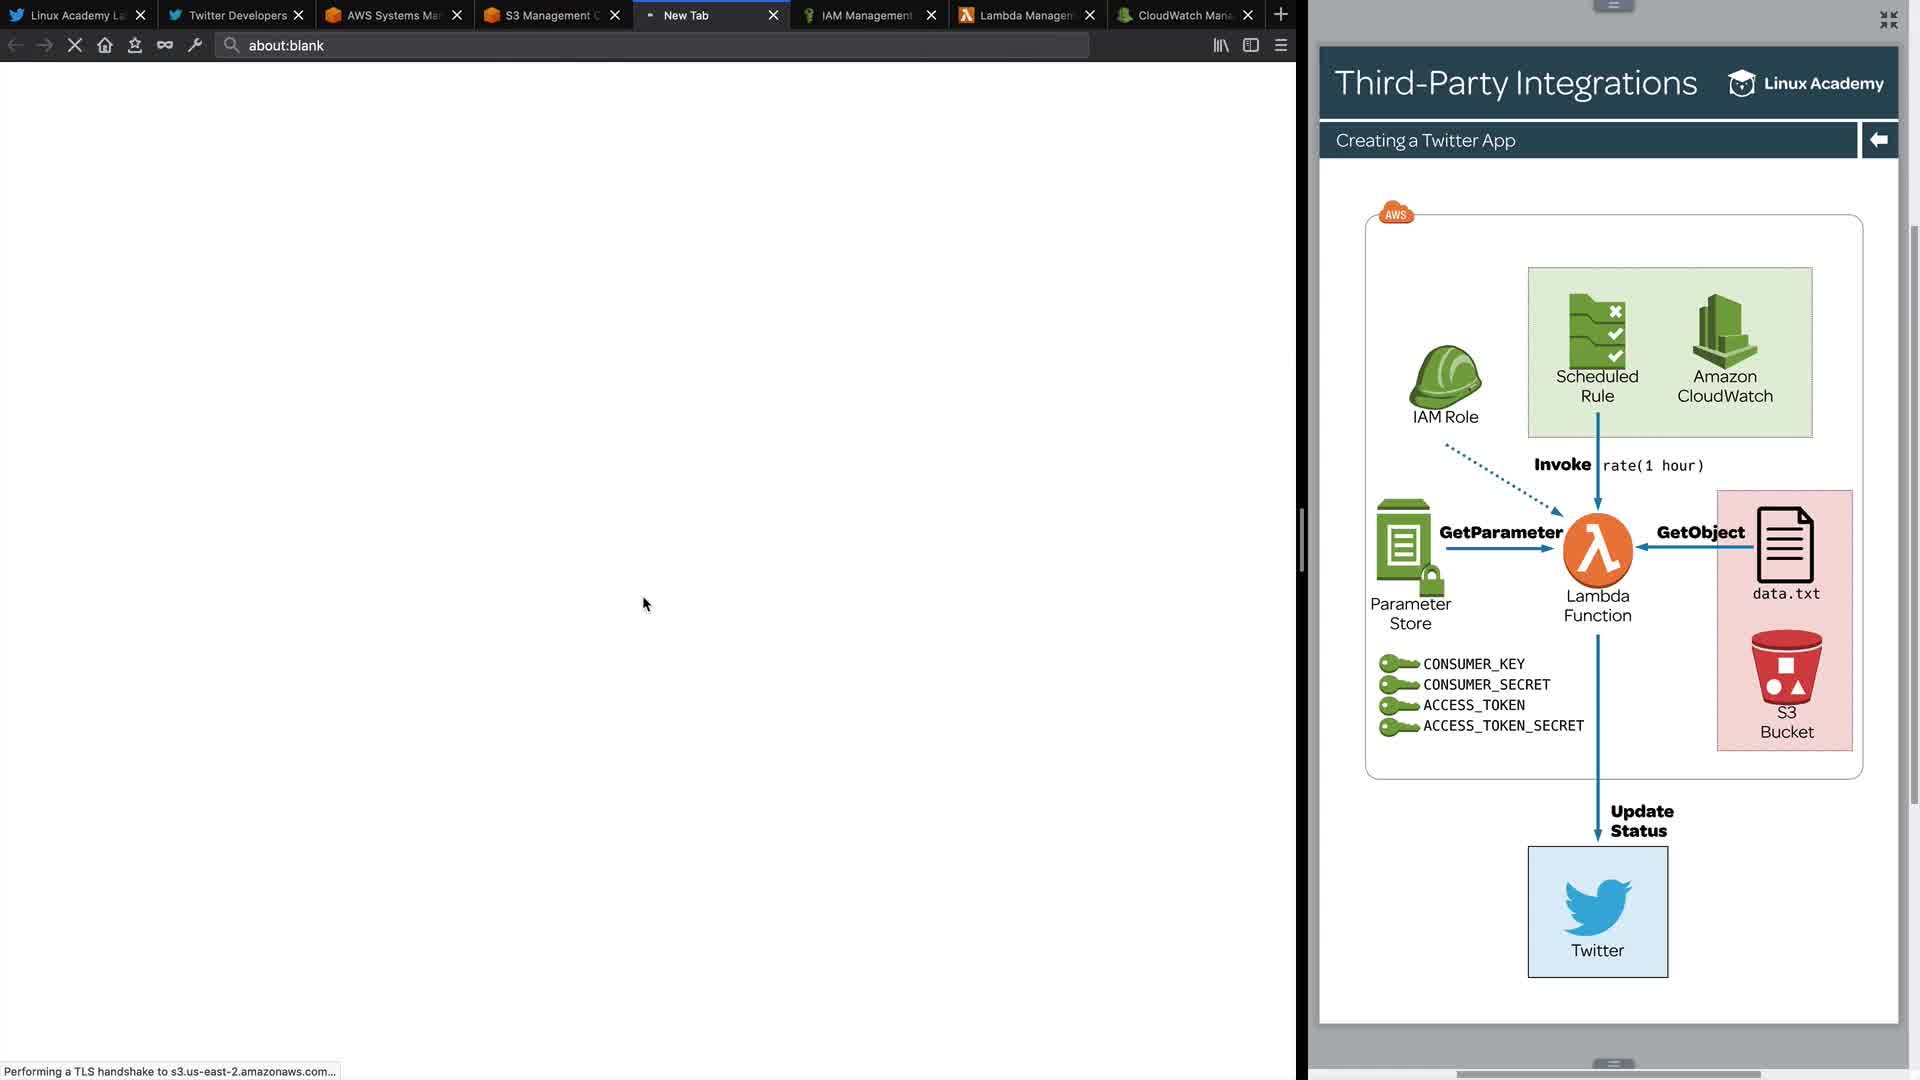 Linux Academy La
Twitter Developers
AWS Systems Ma
S3 Management C
New Tab
IAM Management
Lambda Managem
CloudWatch Mana
about:blank
Third-Party Integrations
Linux Academy
Creating a Twitter App
AWS
Scheduled
Rule
Amazon
CloudWatch
IAM Role
Invoke rate(1 hour)
GetParameter
GetObject
data.txt
Lambda
Function
Parameter
Store
CONSUMER_KEY
CONSUMER_SECRET
ACCESS_TOKEN
ACCESS_TOKEN_SECRET
S3
Bucket
Update
Status
Twitter
Performing a TLS handshake to s3.us-east-2.amazonaws.com...